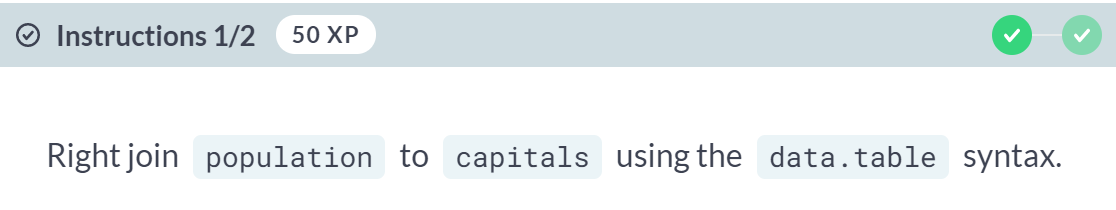 Instructions 1/2 50 XP
Right join population to capitals using the data.table syntax.